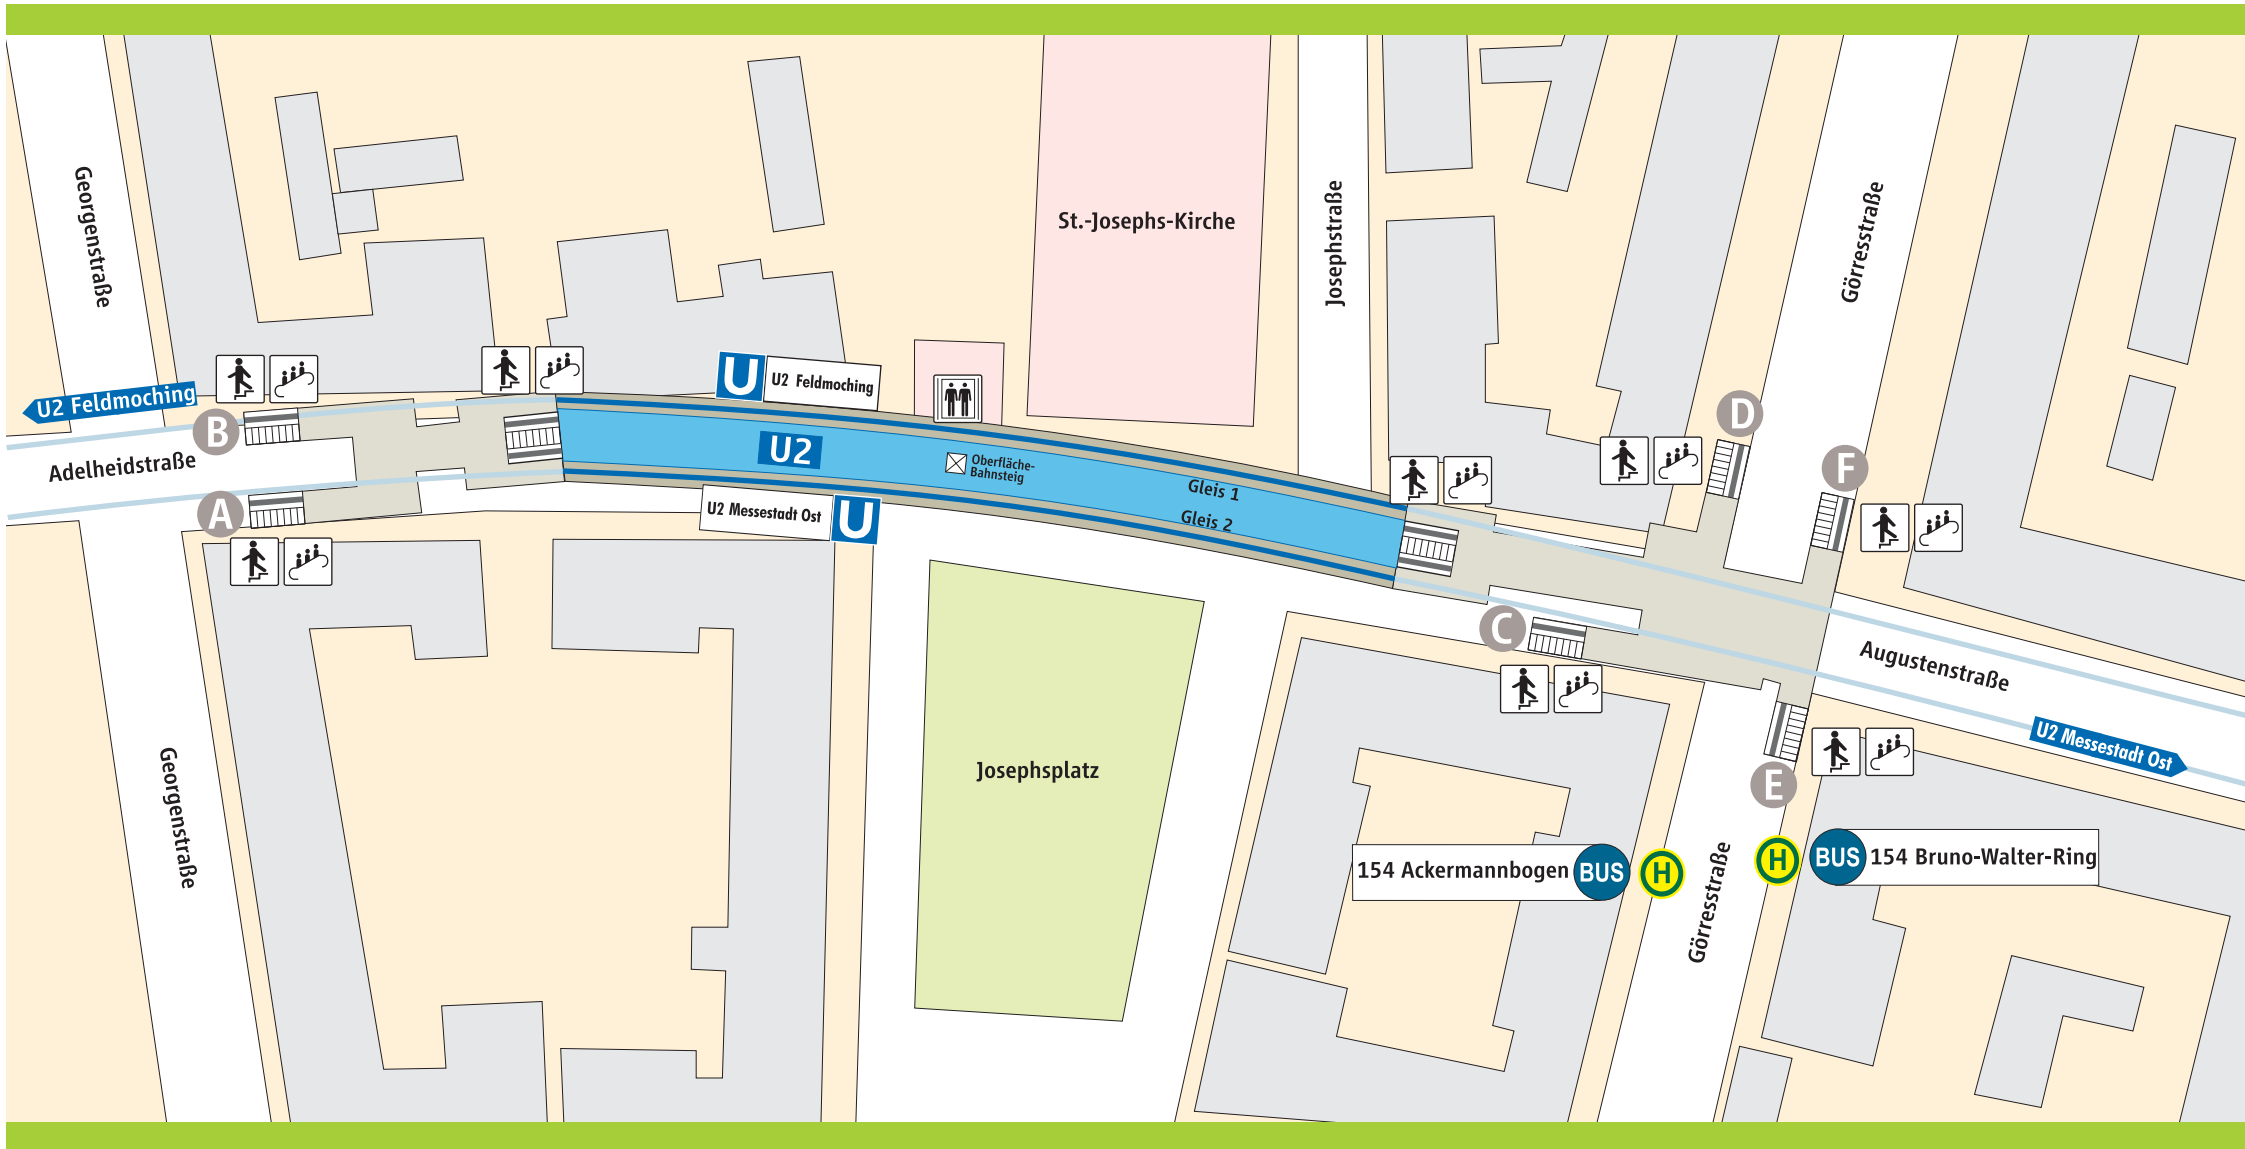 Georgenstraße
St.-Josephs-Kirche
Josephstraße
Görresstraße
U2 Feldmoching
B
Adelheidstraße
A
U
U2 Feldmoching
U2
Oberfläche-
Bahnsteig
Gleis 1
Gleis 2
U2 Messestadt Ost
U
D
F
C
Augustenstraße
U2 Messestadt Ost
E
Georgenstraße
Josephsplatz
154 Ackermannbogen BUS H
H BUS 154 Bruno-Walter-Ring
Görresstraße